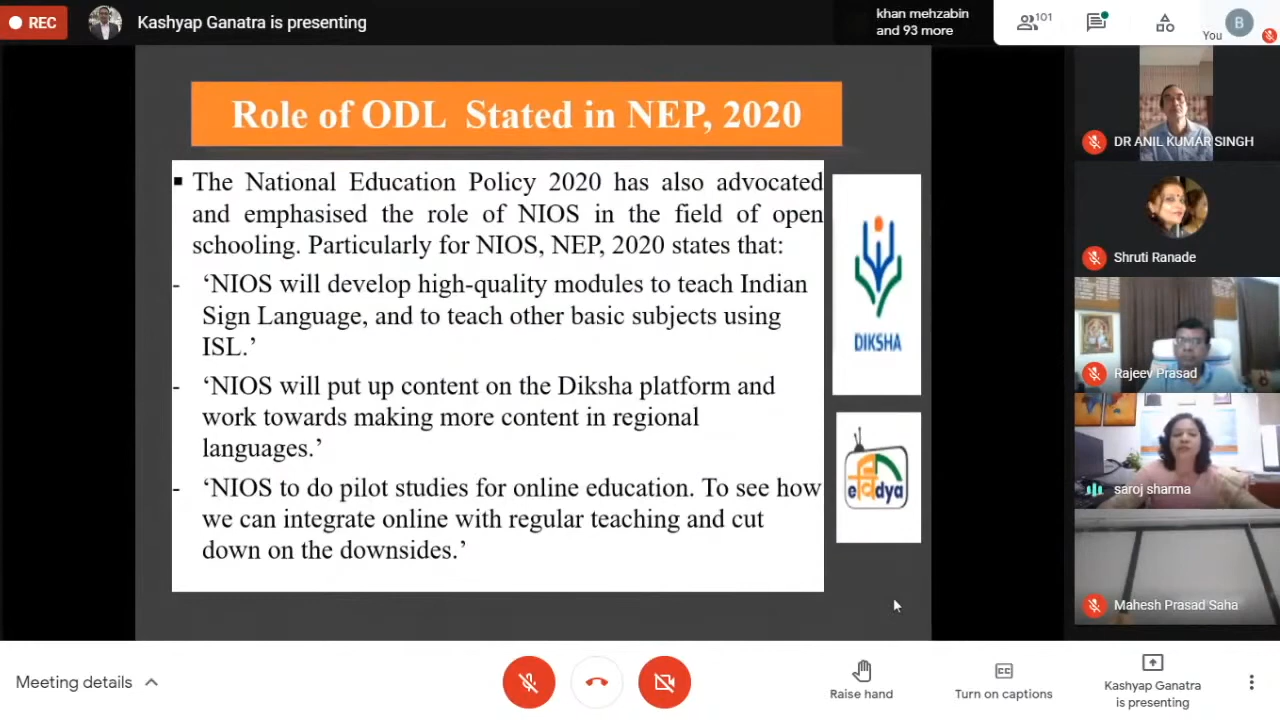 REC
Kashyap Ganatra is presenting
khan mehzabin
and 93 more
101
B
You
Role of ODL Stated in NEP, 2020
▪ The National Education Policy 2020 has also advocated
and emphasised the role of NIOS in the field of open
schooling. Particularly for NIOS, NEP, 2020 states that:
- ‘NIOS will develop high-quality modules to teach Indian
Sign Language, and to teach other basic subjects using
ISL.’
- ‘NIOS will put up content on the Diksha platform and
work towards making more content in regional
languages.’
- ‘NIOS to do pilot studies for online education. To see how
we can integrate online with regular teaching and cut
down on the downsides.’
DIKSHA
eविdya
DR ANIL KUMAR SINGH
Shruti Ranade
Rajeev Prasad
saroj sharma
Mahesh Prasad Saha
Meeting details
Raise hand
Turn on captions
Kashyap Ganatra
is presenting